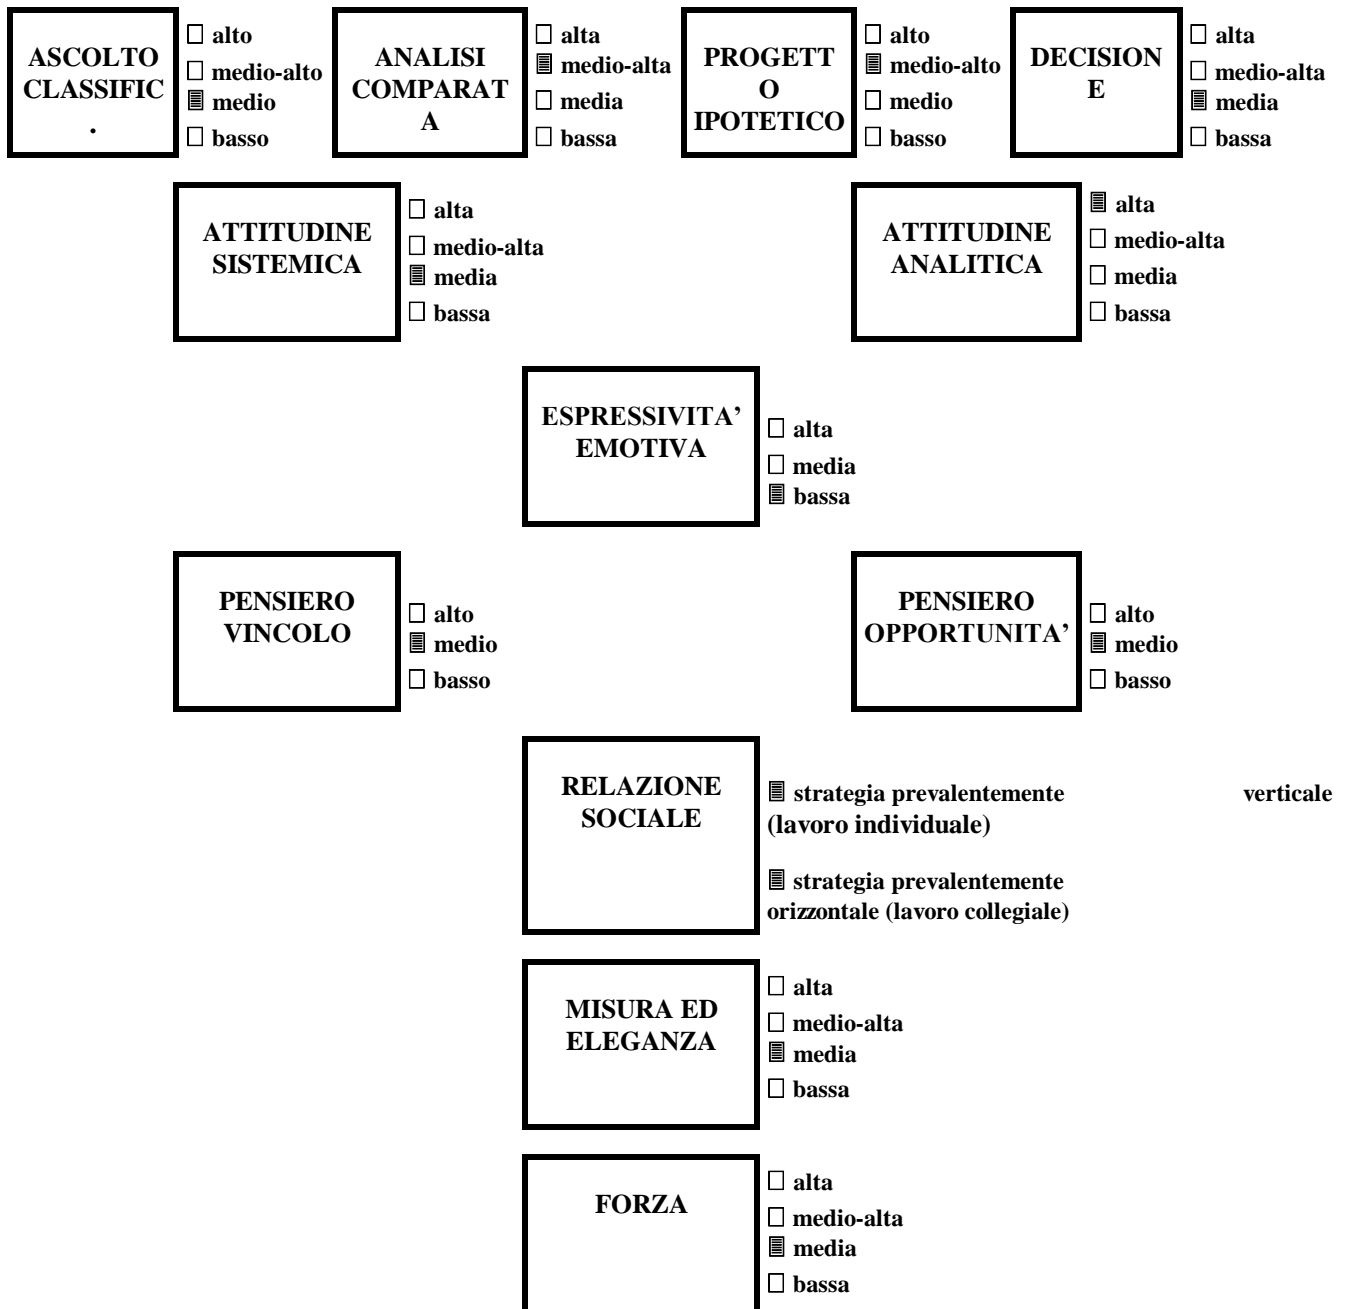 ASCOLTO
CLASSIFIC
.
☐ alto
☐ medio-alto
🗏 medio
☐ basso
ANALISI
COMPARAT
A
☐ alta
🗏 medio-alta
☐ media
☐ bassa
PROGETT
O
IPOTETICO
☐ alto
🗏 medio-alto
☐ medio
☐ basso
DECISION
E
☐ alta
☐ medio-alta
🗏 media
☐ bassa
ATTITUDINE
SISTEMICA
☐ alta
☐ medio-alta
🗏 media
☐ bassa
ATTITUDINE
ANALITICA
🗏 alta
☐ medio-alta
☐ media
☐ bassa
ESPRESSIVITA’
EMOTIVA
☐ alta
☐ media
🗏 bassa
PENSIERO
VINCOLO
☐ alto
🗏 medio
☐ basso
PENSIERO
OPPORTUNITA’
☐ alto
🗏 medio
☐ basso
RELAZIONE
SOCIALE
🗏 strategia prevalentemente verticale
(lavoro individuale)
🗏 strategia prevalentemente
orizzontale (lavoro collegiale)
MISURA ED
ELEGANZA
☐ alta
☐ medio-alta
🗏 media
☐ bassa
FORZA
☐ alta
☐ medio-alta
🗏 media
☐ bassa